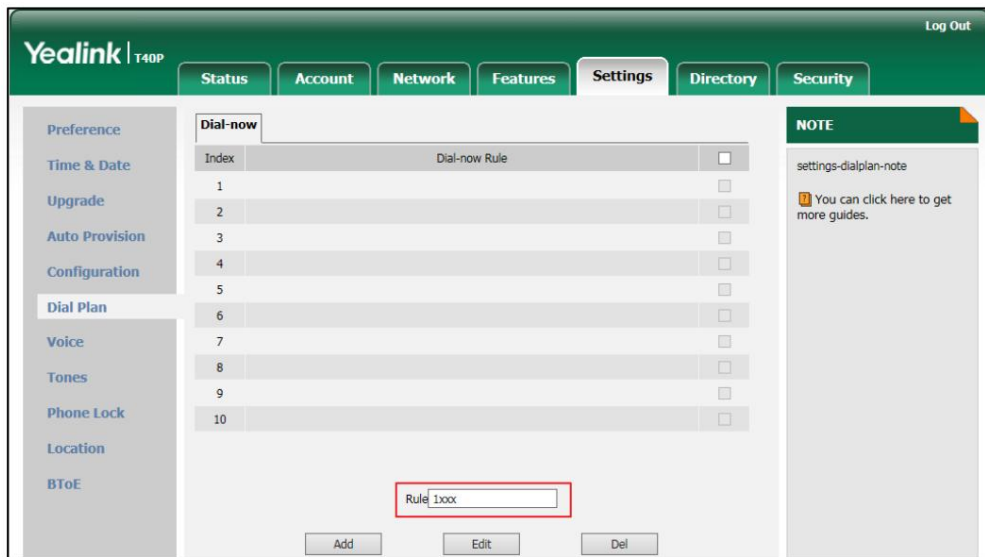 Log Out
Yealink T40P
Status Account Network Features Settings Directory Security
Preference
Time & Date
Upgrade
Auto Provision
Configuration
Dial Plan
Voice
Tones
Phone Lock
Location
BToE
Dial-now
Index Dial-now Rule
1
2
3
4
5
6
7
8
9
10
Rule 1xxx
Add Edit Del
NOTE
settings-dialplan-note
You can click here to get
more guides.